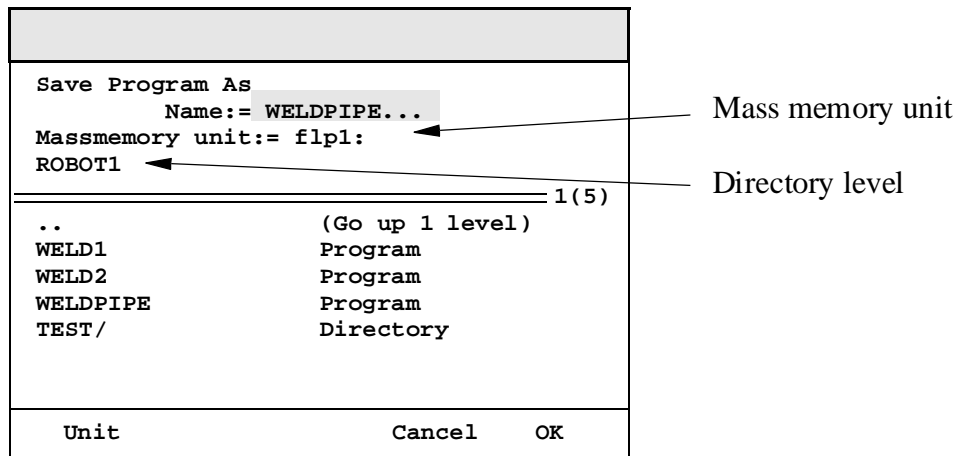 Save Program As
Name:= WELDPIPE...
Massmemory unit:= flp1:
ROBOT1
1(5)
.. (Go up 1 level)
WELD1 Program
WELD2 Program
WELDPIPE Program
TEST/ Directory
Unit Cancel OK
Mass memory unit
Directory level